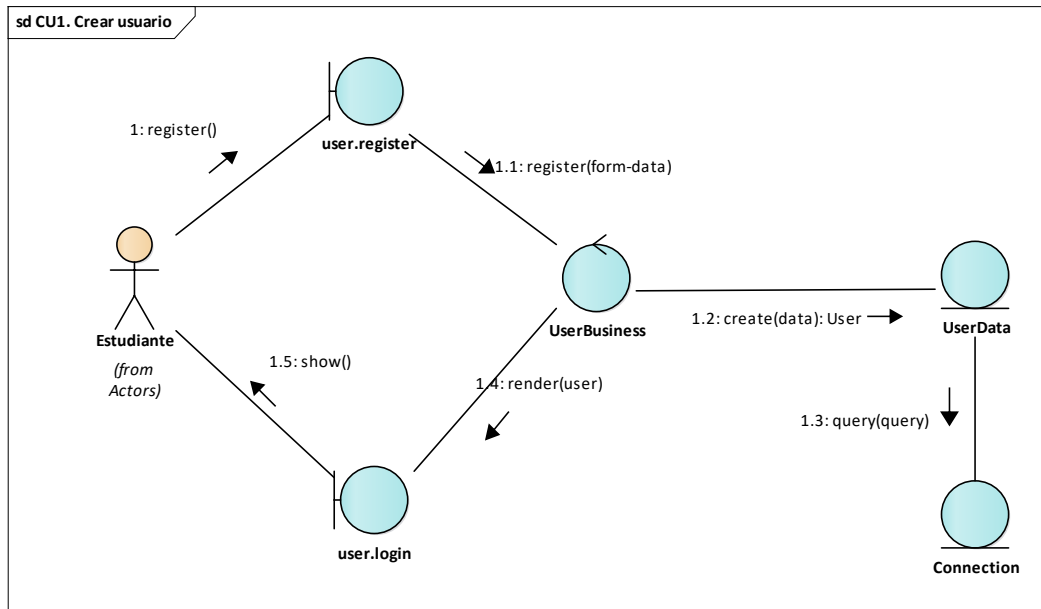 sd CU1. Crear usuario
user.register
1: register()
1.1: register(form-data)
Estudiante
(from
Actors)
UserBusiness
1.2: create(data): User
UserData
1.5: show()
1.4: render(user)
1.3: query(query)
user.login
Connection